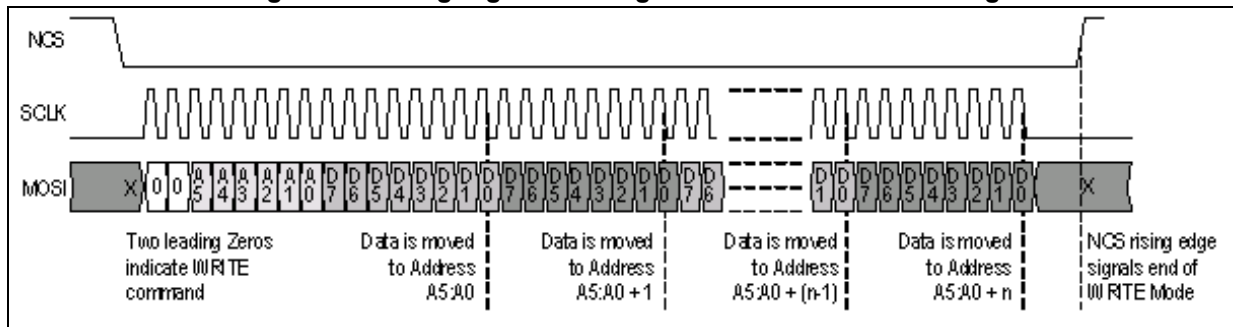 NCS
SCLK
MOSI X 0 0 A5 A4 A3 A2 A1 A0 D7 D6 D5 D4 D3 D2 D1 D0 D7 D6 D5 D4 D3 D2 D1 D0 D7 D6 D1 D0 D7 D6 D5 D4 D3 D2 D1 D0 X
Two leading Zeros
indicate WRITE
command
Data is moved
to Address
A5:A0
Data is moved
to Address
A5:A0 +1
Data is moved
to Address
A5:A0 + (n-1)
Data is moved
to Address
A5:A0 + n
NCS rising edge
signals end of
WRITE Mode